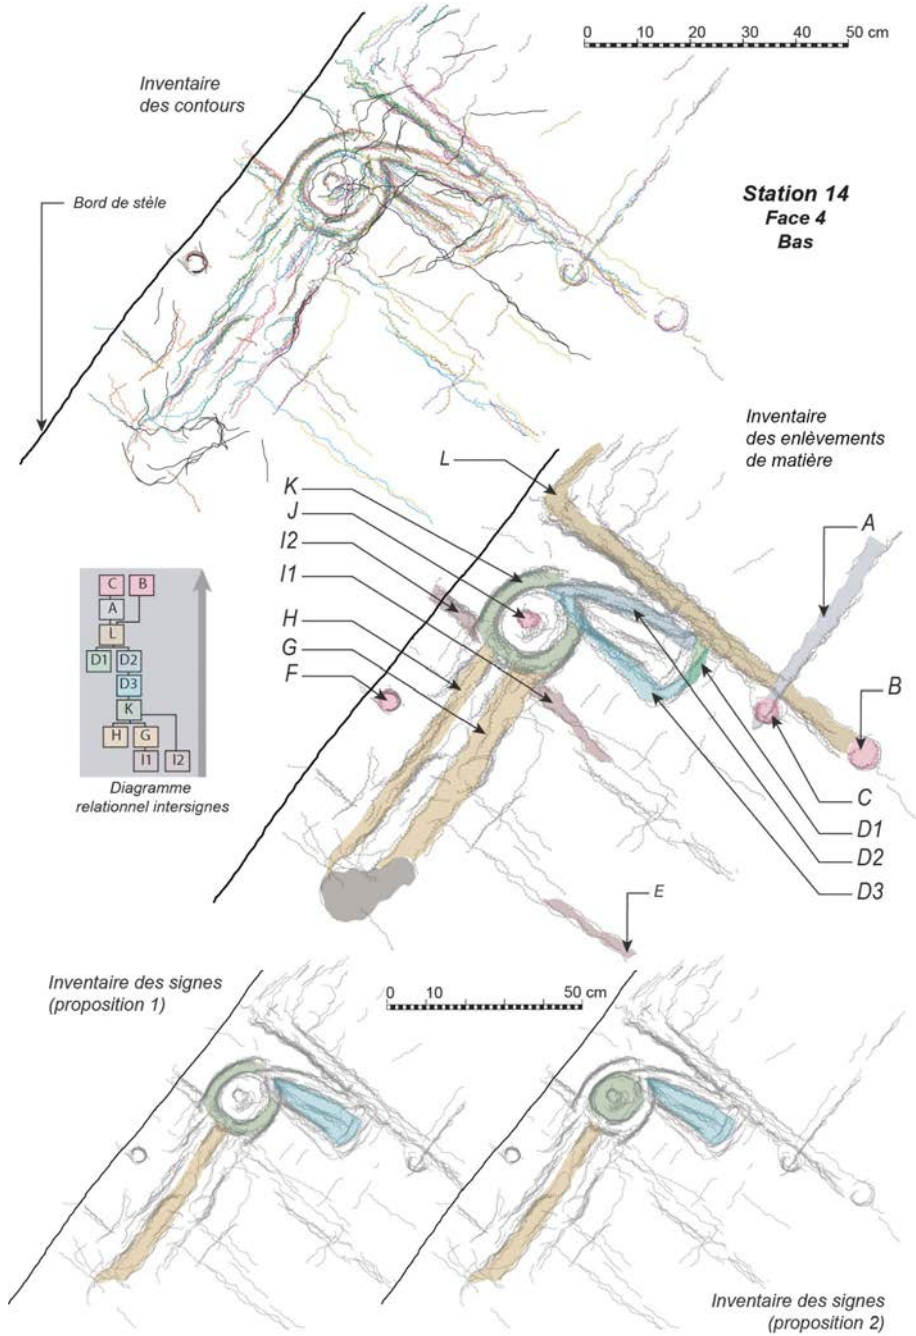 0 10 20 50 cm
Inventaire
des contours
Bord de stèle
Station 14
Face 4
Bas
Inventaire
des enlèvements
de matière
L
K
J
I2
I1
H
G
F
A
B
C
D1
D2
D3
E
C B
A
L
D1 D2
D3
K
H G
I1 I2
Diagramme
relationnel intersignes
Inventaire des signes
(proposition 1)
0 10 50 cm
Inventaire des signes
(proposition 2)